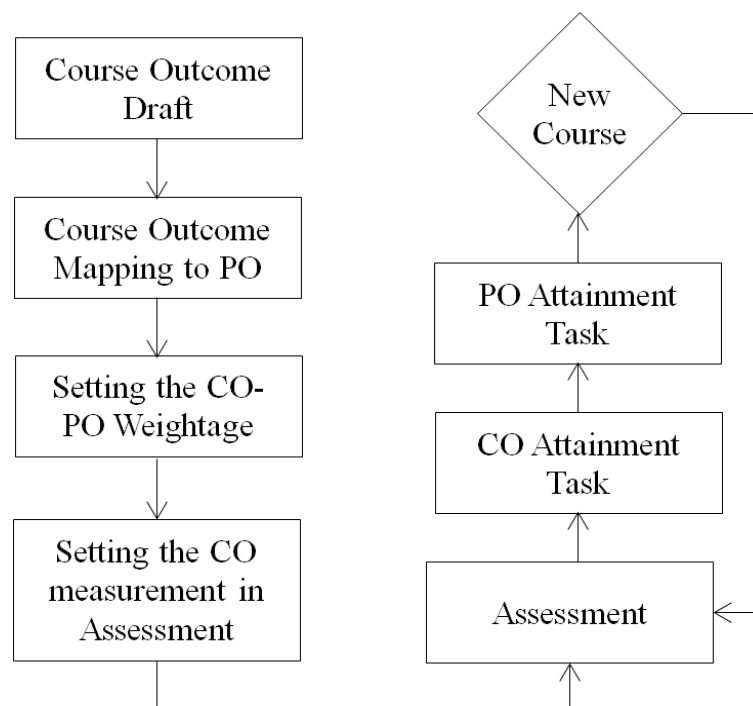 Course Outcome
Draft
Course Outcome
Mapping to PO
Setting the CO-
PO Weightage
Setting the CO
measurement in
Assessment
New
Course
PO Attainment
Task
CO Attainment
Task
Assessment